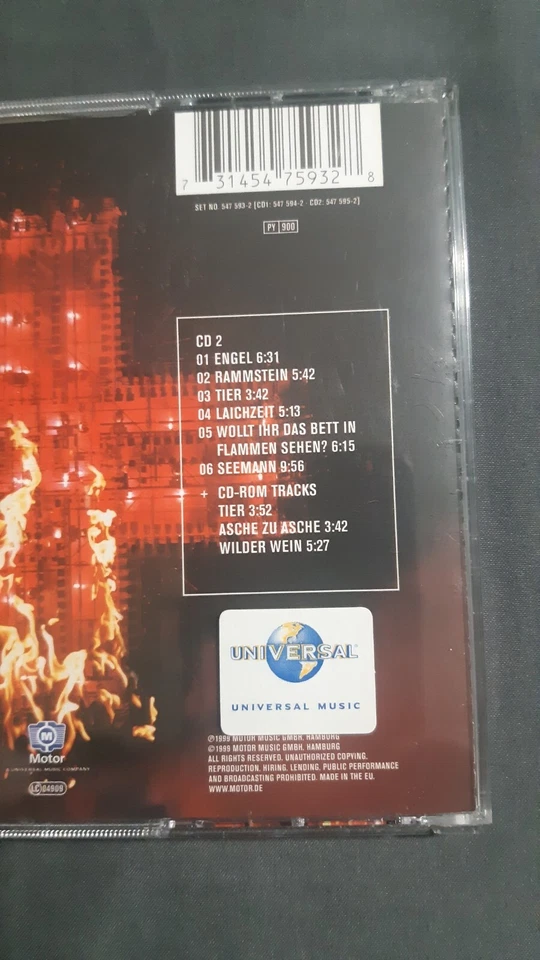 7 31454 75932 8
SET NO. 547 593-2 [CD1: 547 594-2 · CD2: 547 595-2]
PY 900
CD 2
01 ENGEL 6:31
02 RAMMSTEIN 5:42
03 TIER 3:42
04 LAICHZEIT 5:13
05 WOLLT IHR DAS BETT IN
FLAMMEN SEHEN? 6:15
06 SEEMANN 9:56
+ CD-ROM TRACKS
TIER 3:52
ASCHE ZU ASCHE 3:42
WILDER WEIN 5:27
UNIVERSAL
UNIVERSAL MUSIC
℗1999 MOTOR MUSIC GMBH, HAMBURG
©1999 MOTOR MUSIC GMBH. HAMBURG
ALL RIGHTS RESERVED. UNAUTHORIZED COPYING.
REPRODUCTION. HIRING. LENDING. PUBLIC PERFORMANCE
AND BROADCASTING PROHIBITED. MADE IN THE EU.
WWW.MOTOR.DE
M
Motor
A UNIVERSAL MUSIC COMPANY
LC 04909